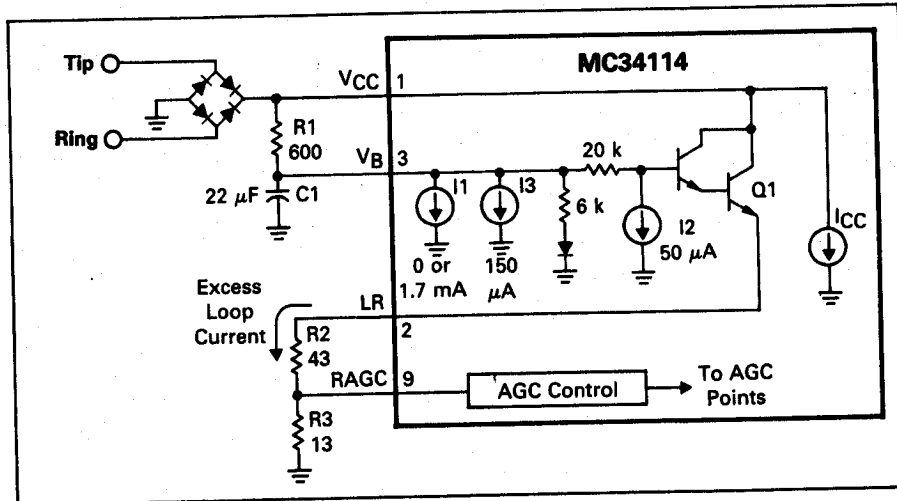 MC34114
Tip
VCC
1
Ring
R1
600
VB
3
20 k
22 μF
C1
I1
I3
6 k
Q1
I2
50 μA
ICC
0 or
1.7 mA
150
μA
Excess
Loop
Current
LR
2
R2
43
RAGC
9
AGC Control
To AGC
Points
R3
13